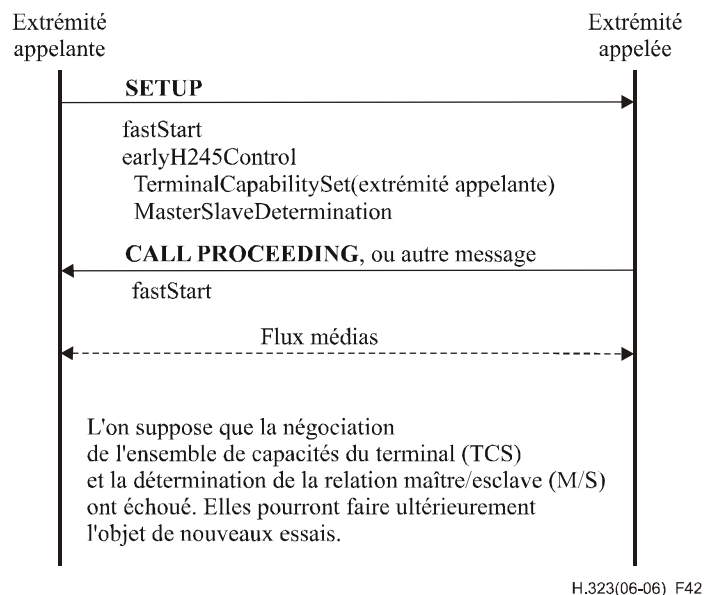 Extrémité
appelante
Extrémité
appelée
SETUP
fastStart
earlyH245Control
TerminalCapabilitySet(extrémité appelante)
MasterSlaveDetermination
CALL PROCEEDING, ou autre message
fastStart
Flux médias
L'on suppose que la négociation
de l'ensemble de capacités du terminal (TCS)
et la détermination de la relation maître/esclave (M/S)
ont échoué. Elles pourront faire ultérieurement
l'objet de nouveaux essais.
H.323(06-06)_F42